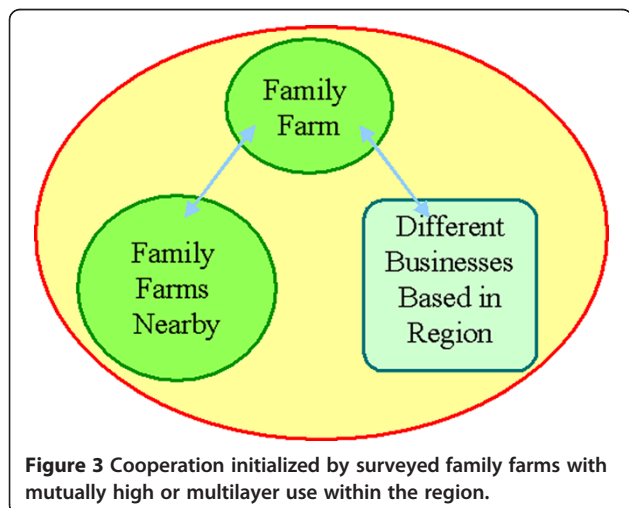 Family
Farm
Family
Farms
Nearby
Different
Businesses
Based in
Region
Figure 3 Cooperation initialized by surveyed family farms with
mutually high or multilayer use within the region.